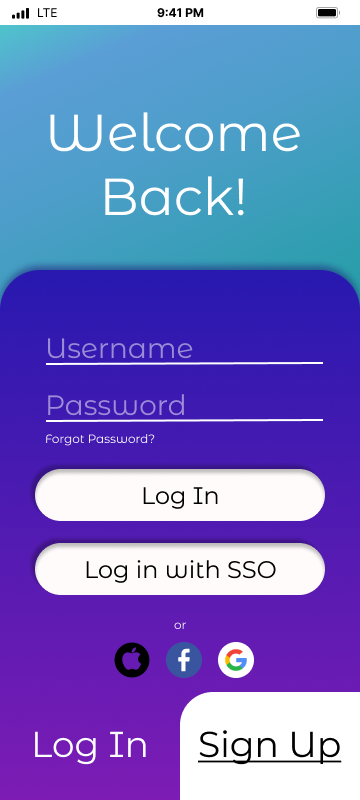 LTE 9:41 PM
Welcome
Back!
Username
Password
Forgot Password?
Log In
Log in with SSO
or
Log In Sign Up